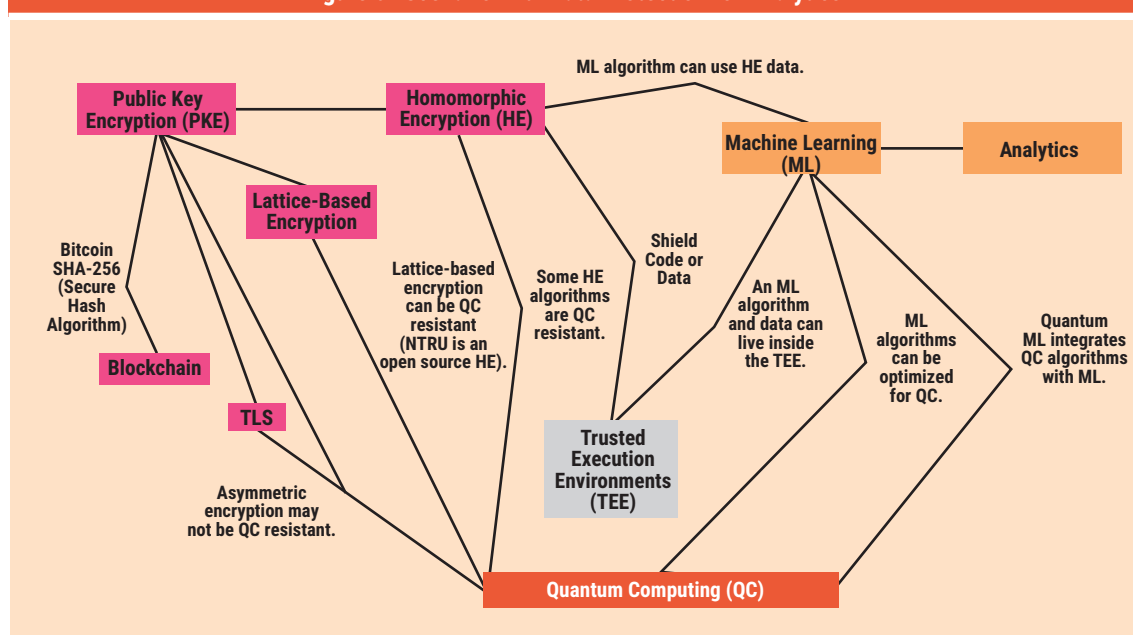 ML algorithm can use HE data.
Public Key
Encryption (PKE)
Homomorphic
Encryption (HE)
Machine Learning
(ML)
Analytics
Lattice-Based
Encryption
Bitcoin
SHA-256
(Secure
Hash
Algorithm)
Lattice-based
encryption
can be QC
resistant
(NTRU is an
open source HE).
Some HE
algorithms
are QC
resistant.
Shield
Code or
Data
An ML
algorithm
and data can
live inside
the TEE.
ML
algorithms
can be
optimized
for QC.
Quantum
ML integrates
QC algorithms
with ML.
Blockchain
TLS
Trusted
Execution
Environments
(TEE)
Asymmetric
encryption may
not be QC resistant.
Quantum Computing (QC)